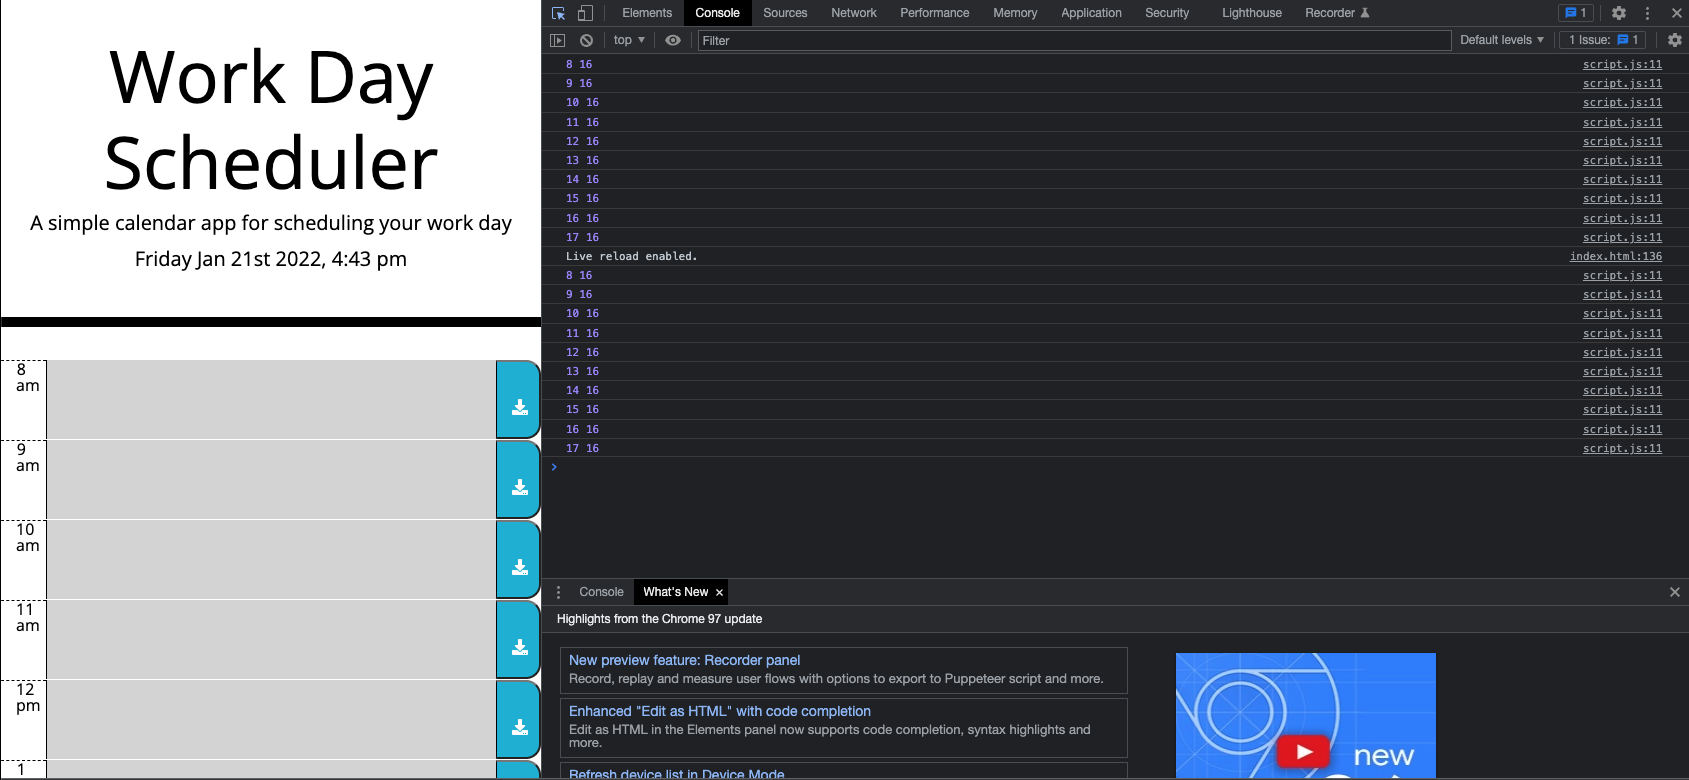 Work Day
Scheduler
A simple calendar app for scheduling your work day
Friday Jan 21st 2022, 4:43 pm
8
am
9
am
10
am
11
am
12
pm
1
Elements Console Sources Network Performance Memory Application Security Lighthouse Recorder 1
top Filter Default levels 1 Issue: 1
8 16 script.js:11
9 16 script.js:11
10 16 script.js:11
11 16 script.js:11
12 16 script.js:11
13 16 script.js:11
14 16 script.js:11
15 16 script.js:11
16 16 script.js:11
17 16 script.js:11
Live reload enabled. index.html:136
8 16 script.js:11
9 16 script.js:11
10 16 script.js:11
11 16 script.js:11
12 16 script.js:11
13 16 script.js:11
14 16 script.js:11
15 16 script.js:11
16 16 script.js:11
17 16 script.js:11
Console What's New
Highlights from the Chrome 97 update
New preview feature: Recorder panel
Record, replay and measure user flows with options to export to Puppeteer script and more.
Enhanced "Edit as HTML" with code completion
Edit as HTML in the Elements panel now supports code completion, syntax highlights and
more.
Refresh device list in Device Mode
new